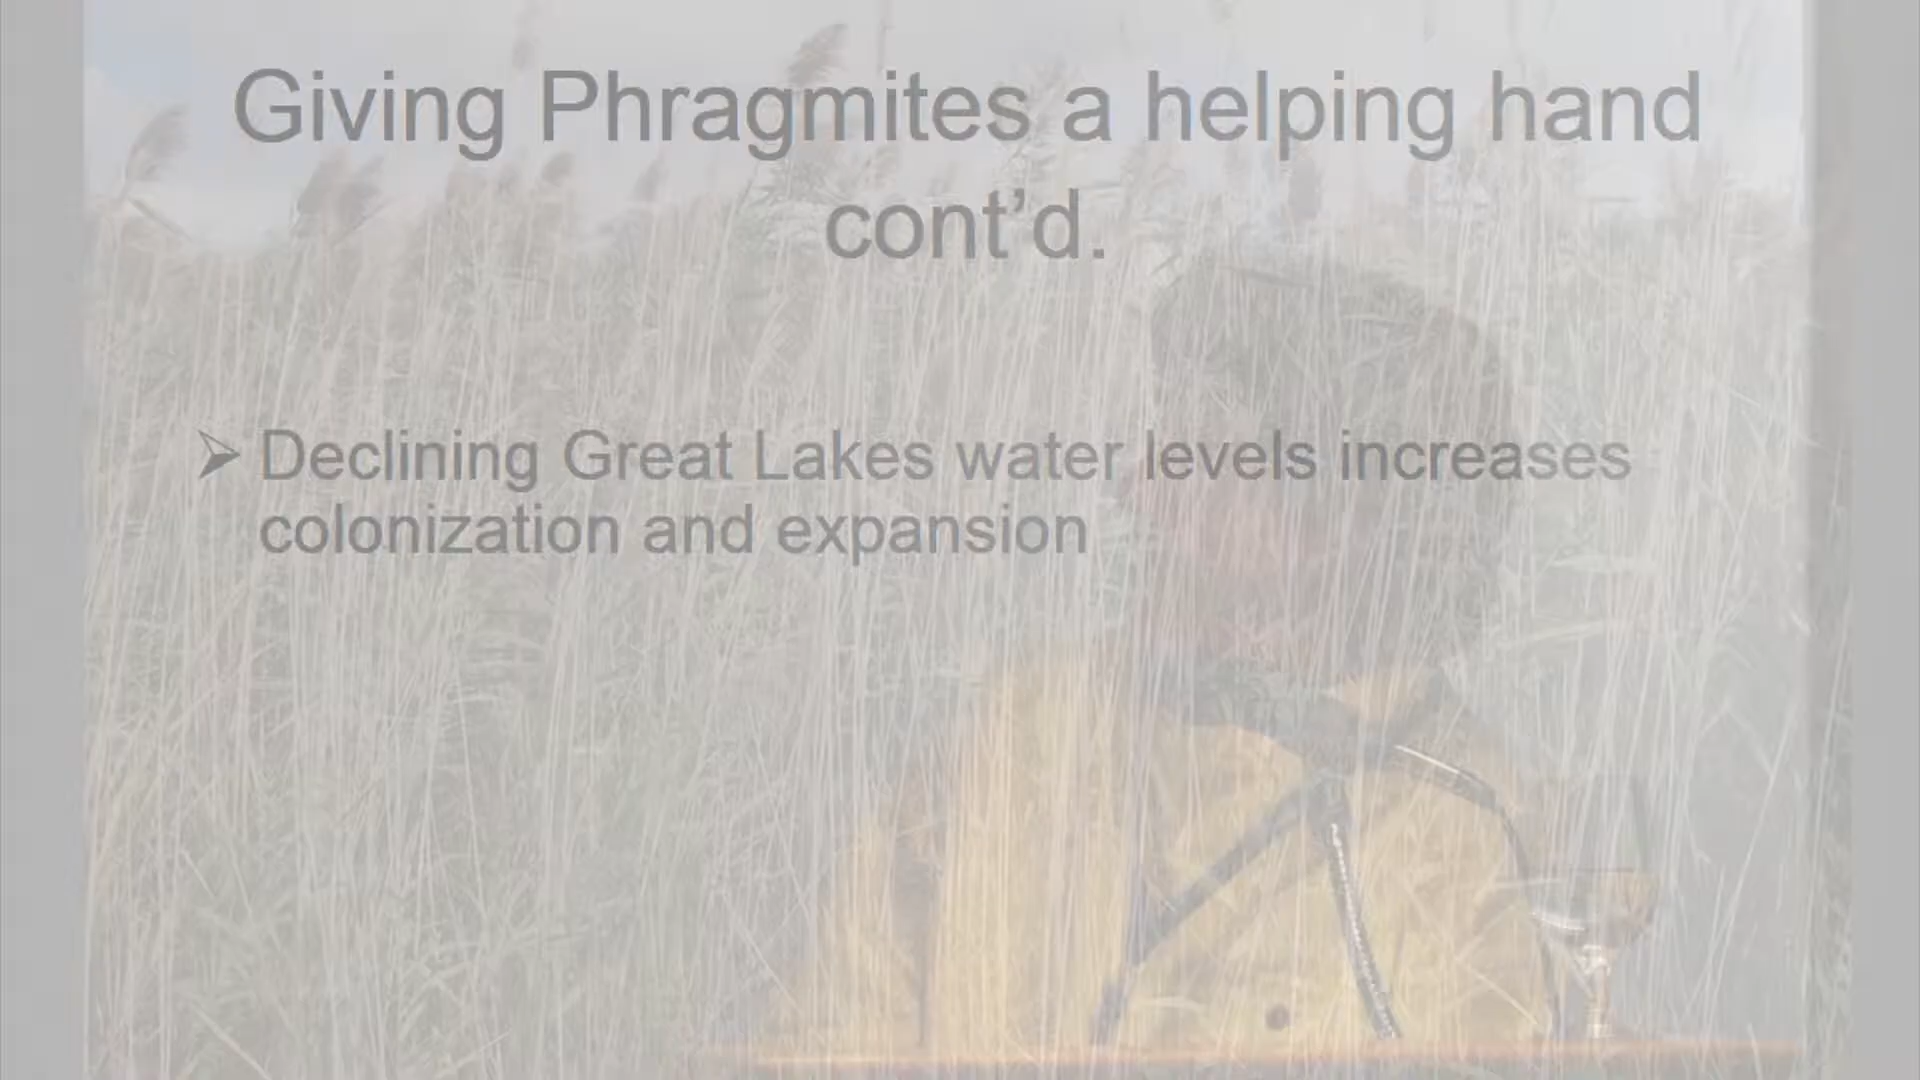 Giving Phragmites a helping hand
cont’d.
➢ Declining Great Lakes water levels increases
colonization and expansion